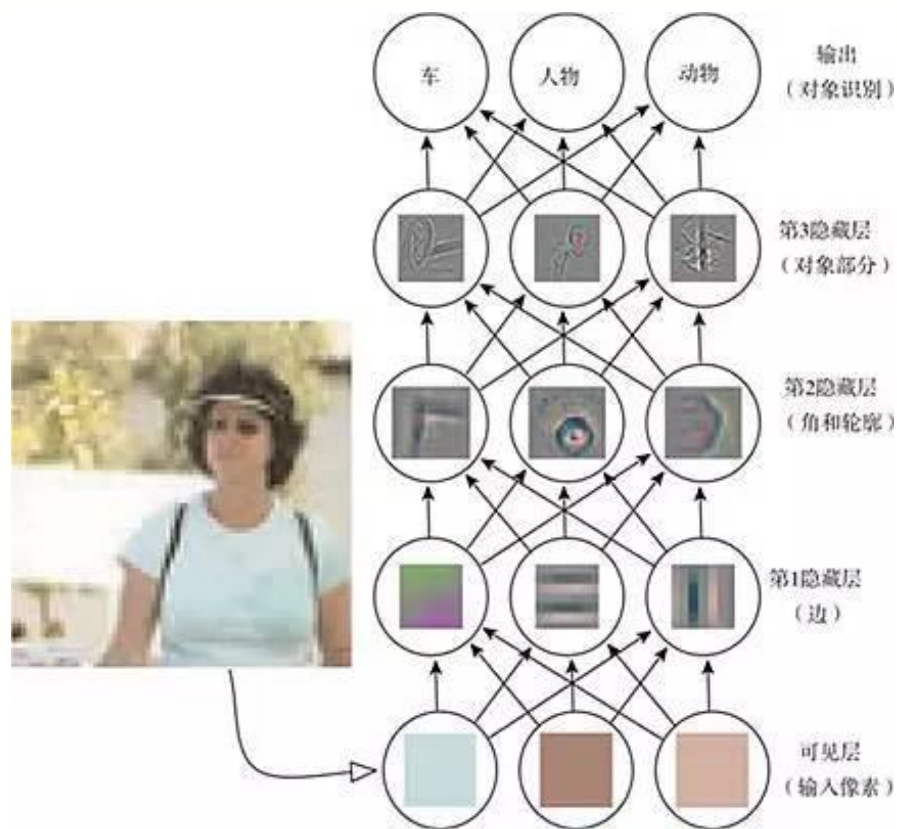 车 人物 动物
输出
（对象识别）
第3隐藏层
（对象部分）
第2隐藏层
（角和轮廓）
第1隐藏层
（边）
可见层
（输入像素）